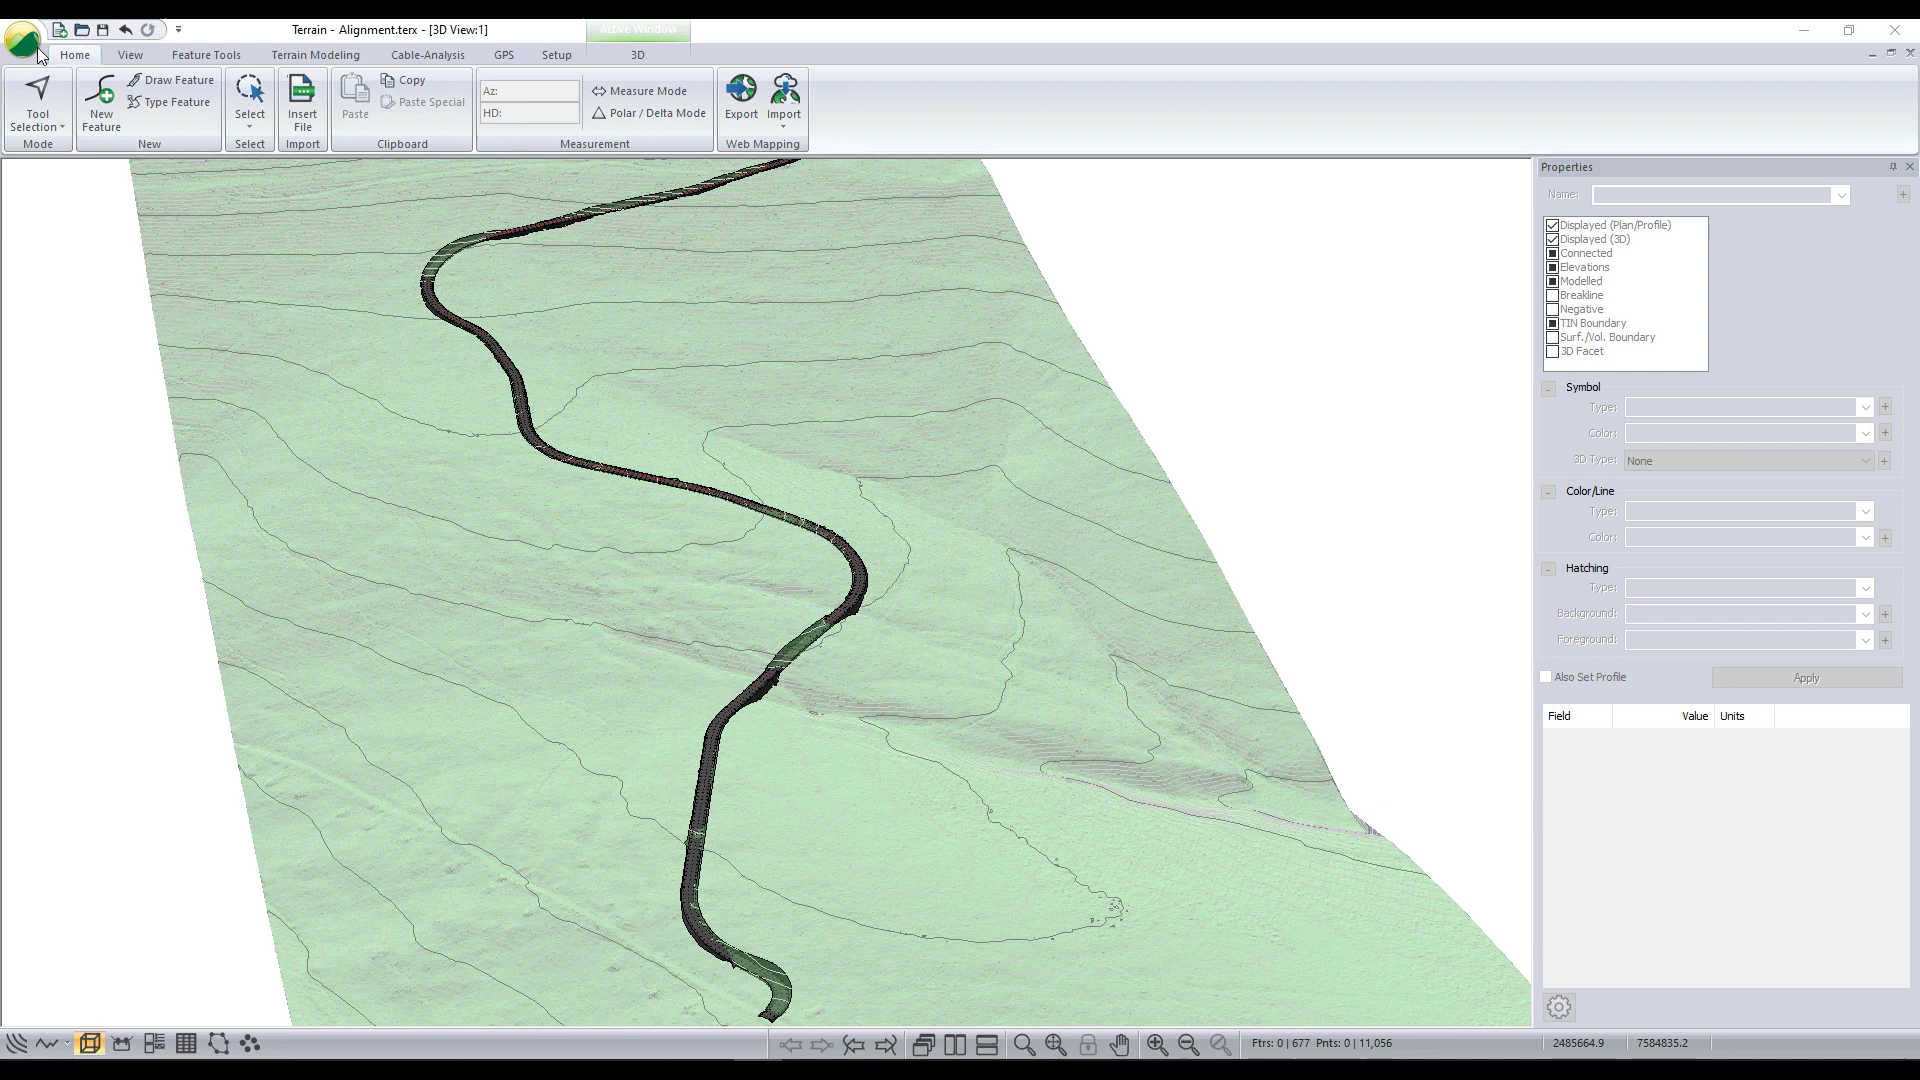 Terrain - Alignment.terx - [3D View:1]
Active Window
Home View Feature Tools Terrain Modeling Cable-Analysis GPS Setup 3D
Tool Selection
Mode
New Feature
Draw Feature
Type Feature
New
Select
Select
Insert File
Import
Paste
Copy
Paste Special
Clipboard
Az:
HD:
Measure Mode
Polar / Delta Mode
Measurement
Export
Import
Web Mapping
Properties
Name:
Displayed (Plan/Profile)
Displayed (3D)
Connected
Elevations
Modelled
Breakline
Negative
TIN Boundary
Surf./Vol. Boundary
3D Facet
- Symbol
Type: +
Color: +
3D Type: None +
- Color/Line
Type:
Color: +
- Hatching
Type:
Background: +
Foreground: +
Also Set Profile Apply
Field Value Units
Ftrs: 0 | 677 Pnts: 0 | 11,056 2485664.9 7584835.2